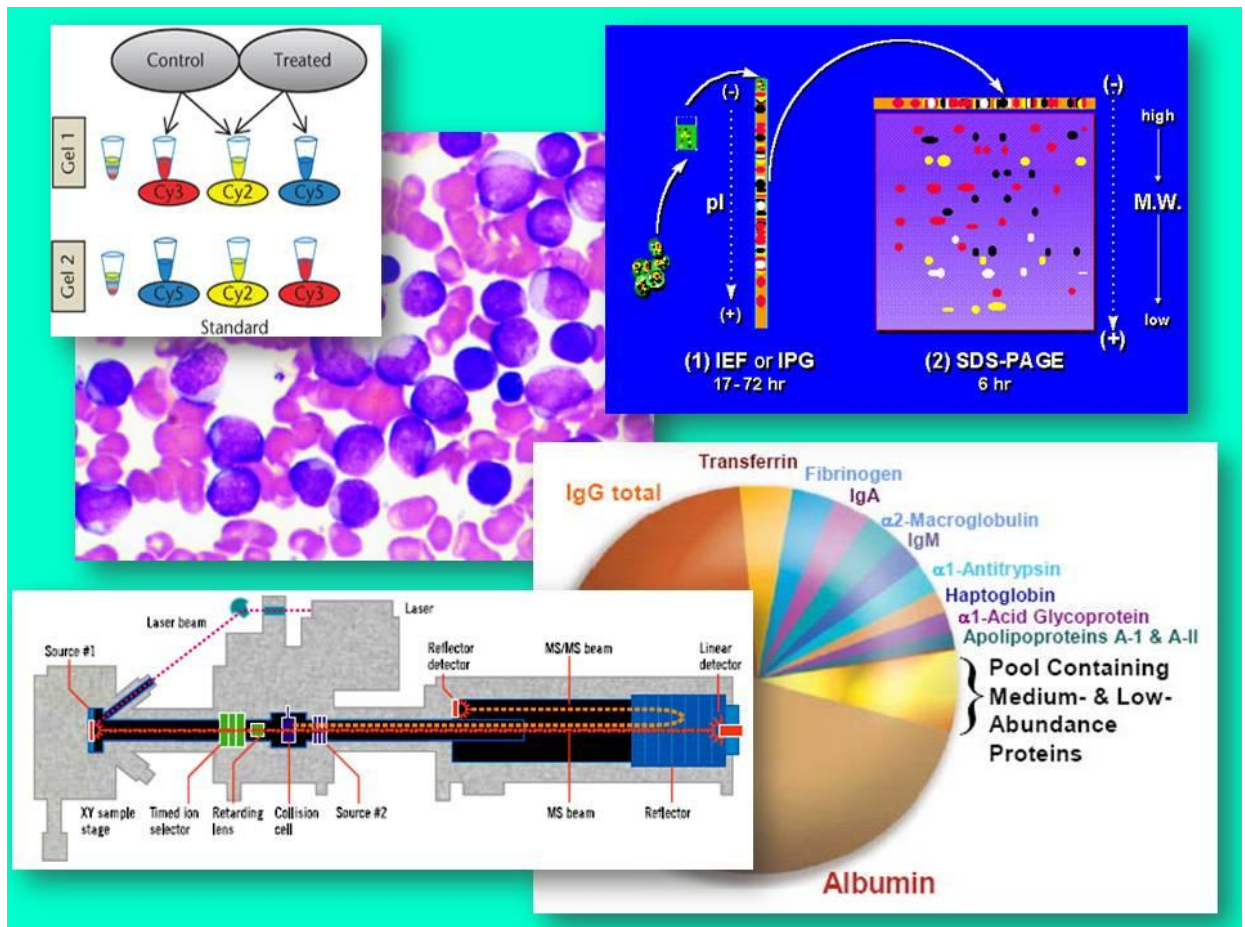 Control
Treated
Gel 1
Cy3
Cy2
Cy5
Gel 2
Cy5
Cy2
Cy3
Standard
(-)
pI
(+)
(1) IEF or IPG
17-72 hr
(-)
high
M.W.
low
(+)
(2) SDS-PAGE
6 hr
Transferrin
Fibrinogen
IgG total
IgA
α2-Macroglobulin
IgM
α1-Antitrypsin
Haptoglobin
α1-Acid Glycoprotein
Apolipoproteins A-1 & A-II
Pool Containing
Medium- & Low-
Abundance
Proteins
Albumin
Laser beam
Laser
Source #1
Reflector
detector
MS/MS beam
Linear
detector
XY sample
stage
Timed ion
selector
Retarding
lens
Collision
cell
Source #2
MS beam
Reflector